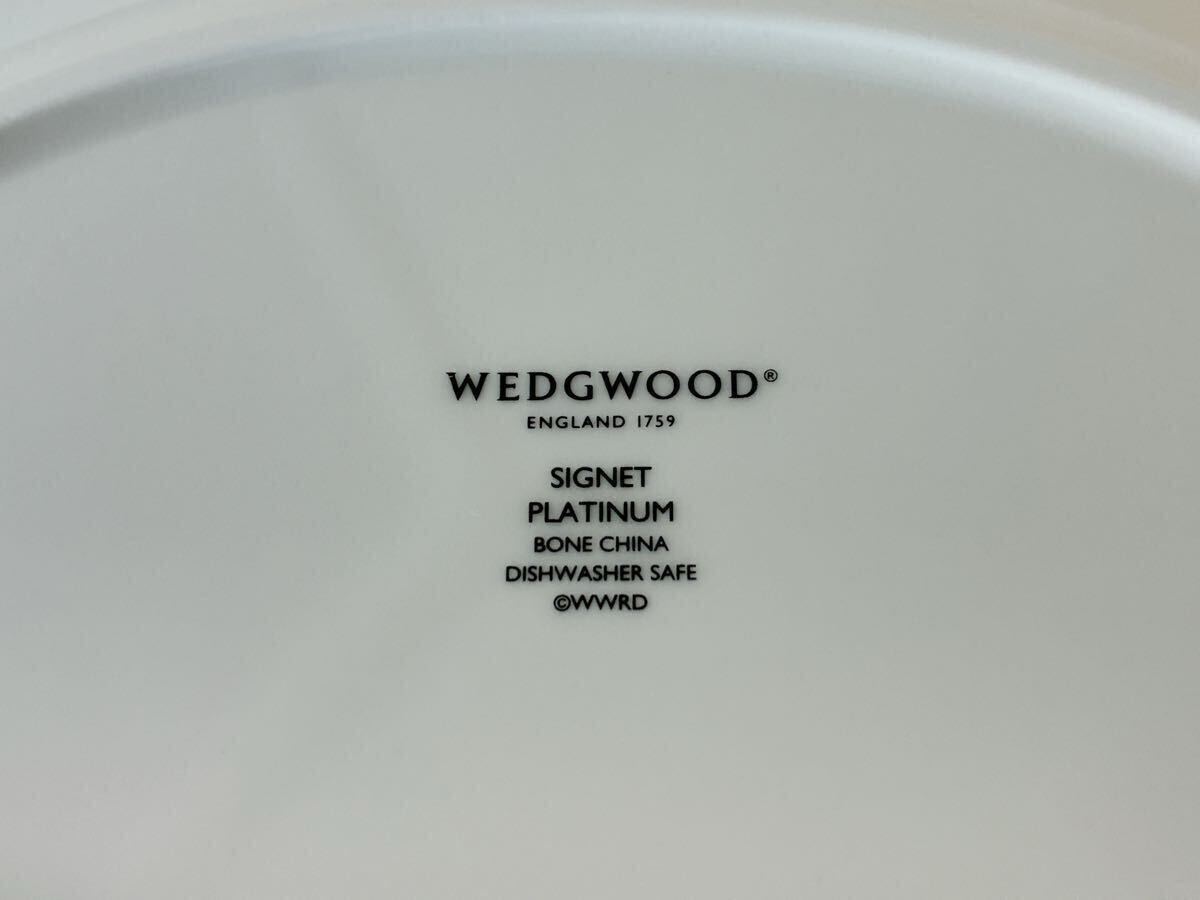 WEDGWOOD®
ENGLAND 1759
SIGNET
PLATINUM
BONE CHINA
DISHWASHER SAFE
©WWRD